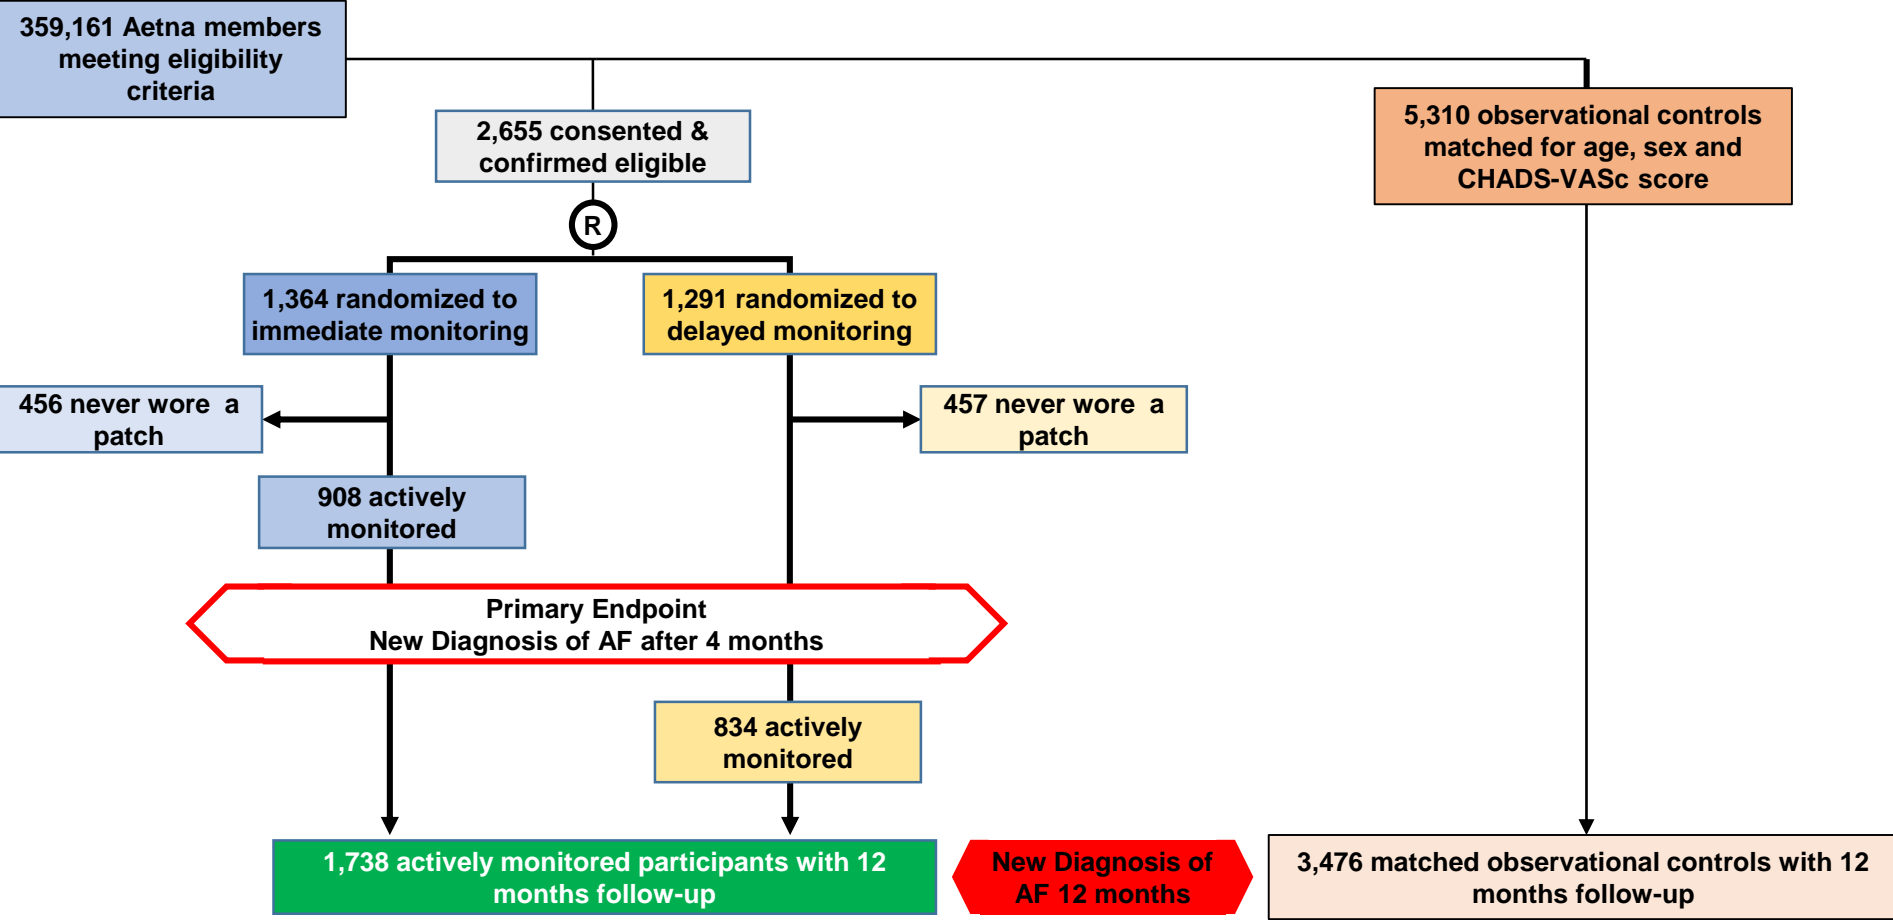 359,161 Aetna members
meeting eligibility
criteria
2,655 consented &
confirmed eligible
5,310 observational controls
matched for age, sex and
CHADS-VASc score
R
1,364 randomized to
immediate monitoring
1,291 randomized to
delayed monitoring
456 never wore a
patch
457 never wore a
patch
908 actively
monitored
Primary Endpoint
New Diagnosis of AF after 4 months
834 actively
monitored
1,738 actively monitored participants with 12
months follow-up
New Diagnosis of
AF 12 months
3,476 matched observational controls with 12
months follow-up